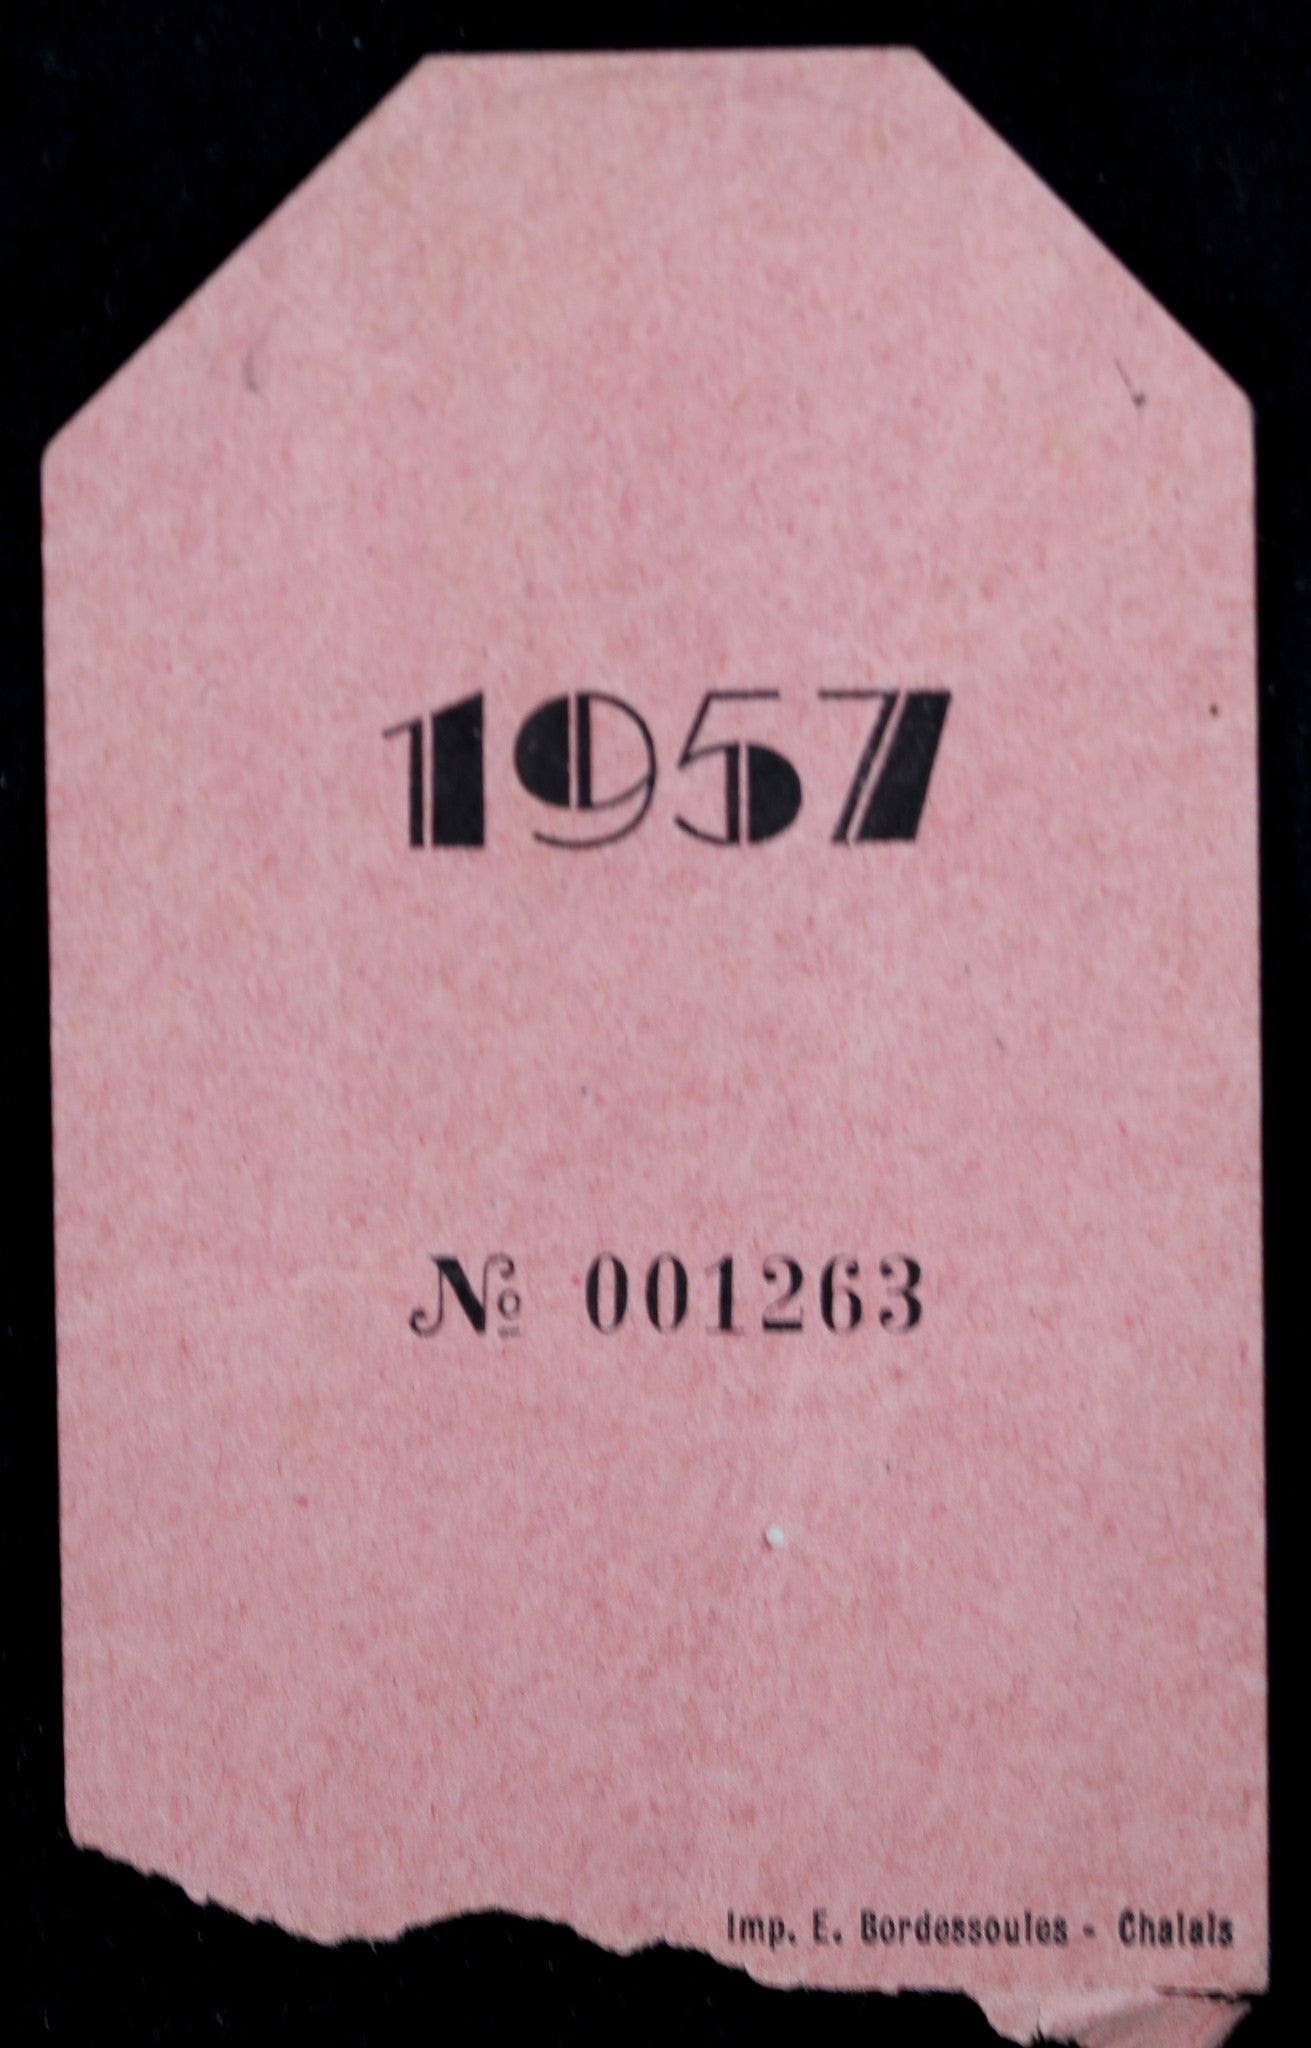 1957
№ 001263
Imp. E. Bordessoules - Chalais